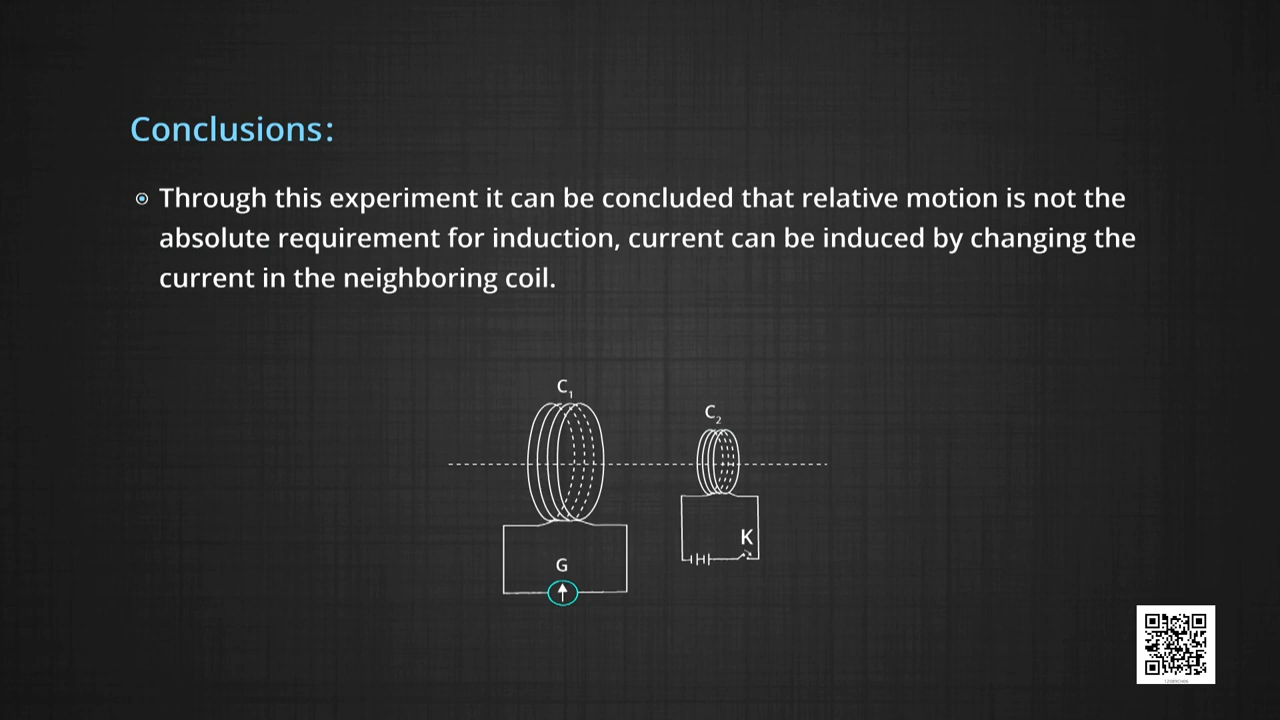 Conclusions:
Through this experiment it can be concluded that relative motion is not the
absolute requirement for induction, current can be induced by changing the
current in the neighboring coil.
C₁
C₂
K
G